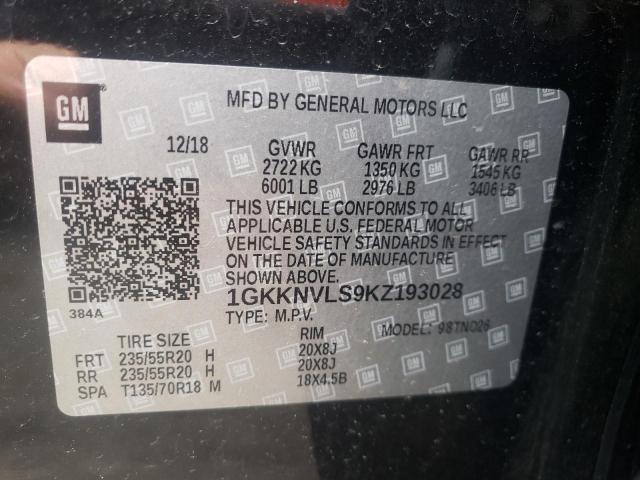 GM
MFD BY GENERAL MOTORS LLC
12/18 GVWR GAWR FRT GAWR RR
2722 KG 1350 KG 1545 KG
6001 LB 2976 LB 3406 LB
THIS VEHICLE CONFORMS TO ALL
APPLICABLE U.S. FEDERAL MOTOR
VEHICLE SAFETY STANDARDS IN EFFECT
ON THE DATE OF MANUFACTURE
SHOWN ABOVE.
384A 1GKKNVLS9KZ193028
TYPE: M.P.V. MODEL: 98TNO26
TIRE SIZE RIM
FRT 235/55R20 H 20X8J
RR 235/55R20 H 20X8J
SPA T135/70R18 M 18X4.5B